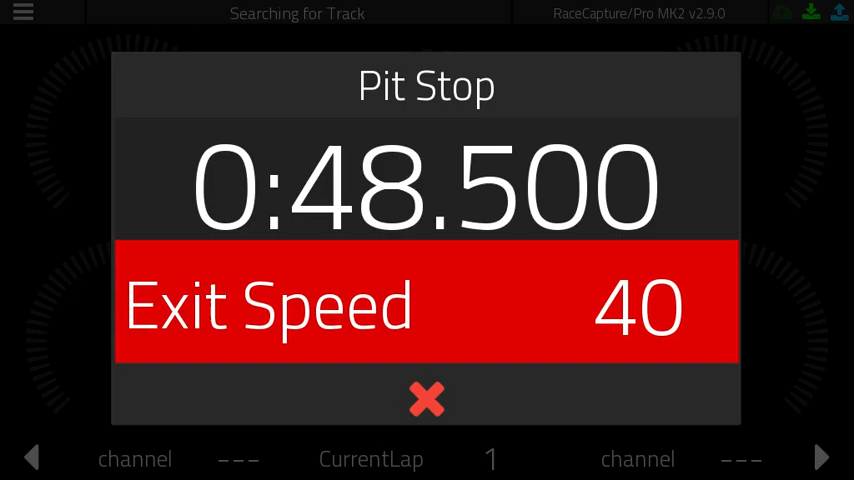 Searching for Track RaceCapture/Pro MK2 v2.9.0
Pit Stop
0:48.500
Exit Speed 40
channel --- CurrentLap 1 channel ---